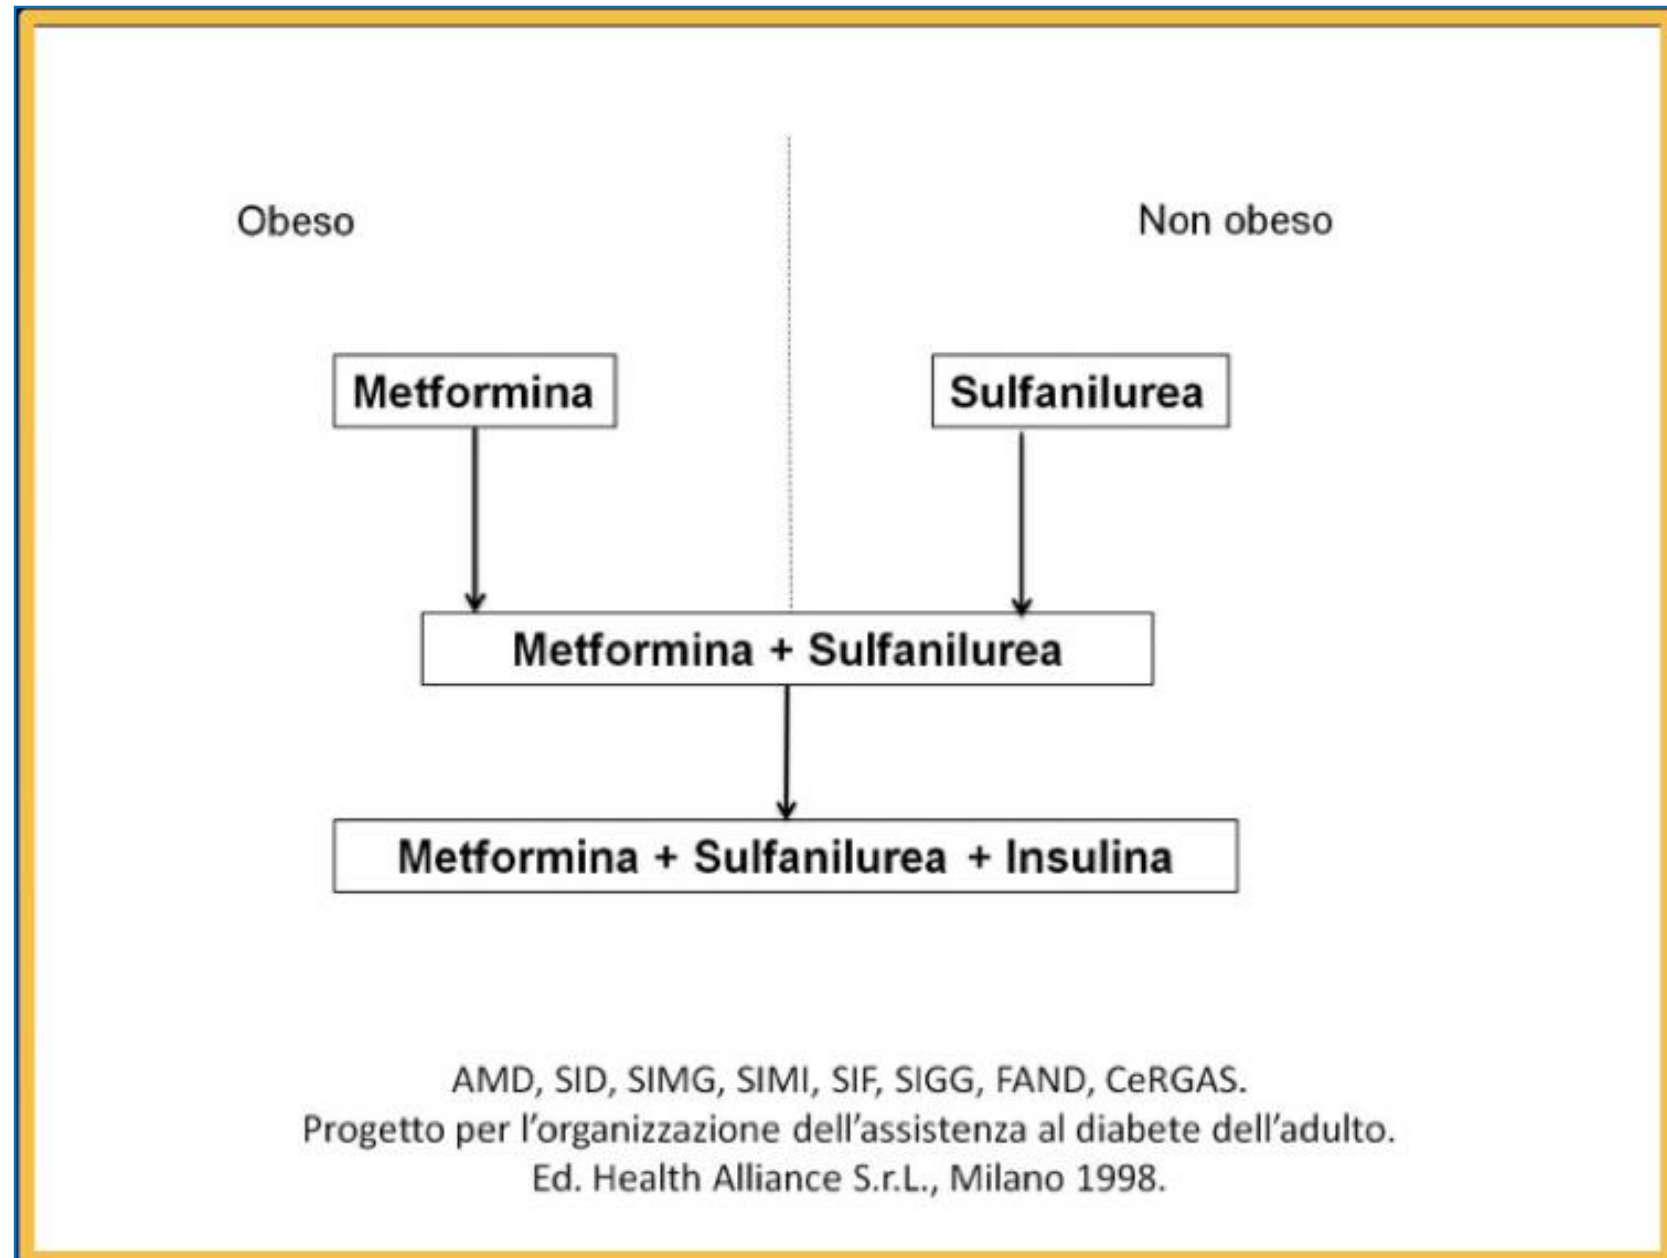 Obeso
Non obeso
Metformina
Sulfanilurea
Metformina + Sulfanilurea
Metformina + Sulfanilurea + Insulina
AMD, SID, SIMG, SIMI, SIF, SIGG, FAND, CeRGAS.
Progetto per l'organizzazione dell'assistenza al diabete dell'adulto.
Ed. Health Alliance S.r.L., Milano 1998.